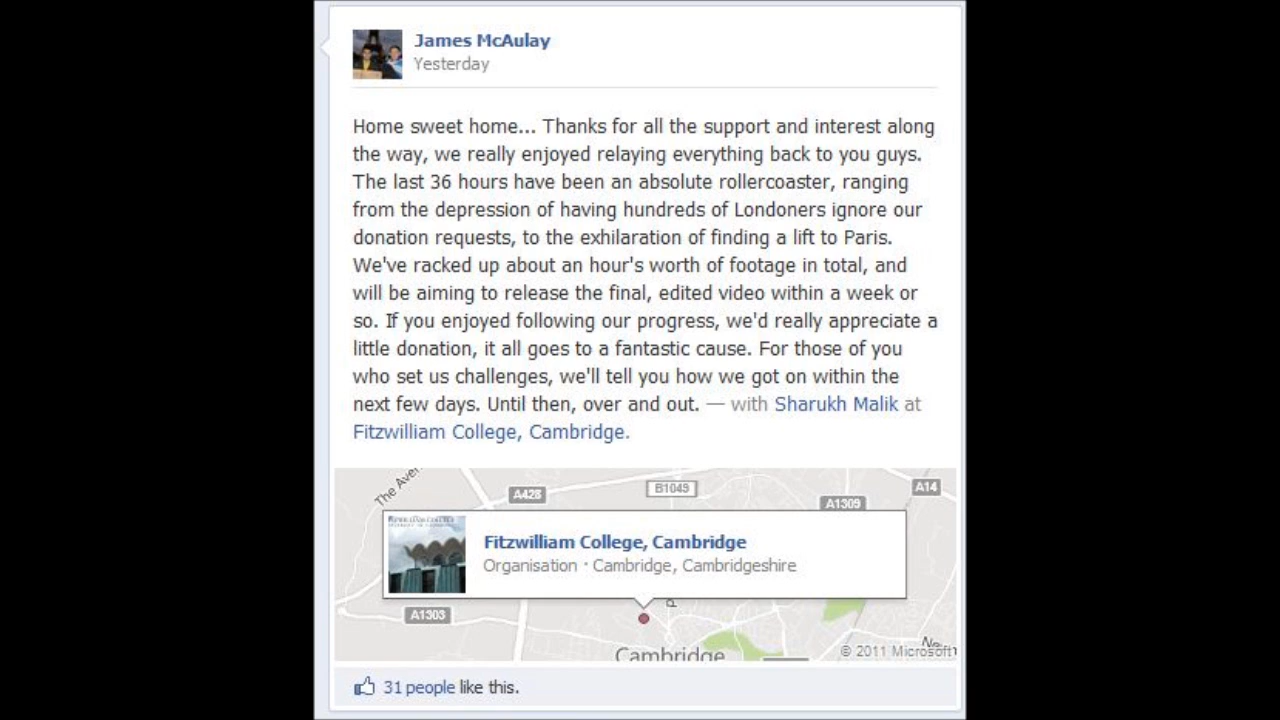 James McAulay
Yesterday
Home sweet home... Thanks for all the support and interest along
the way, we really enjoyed relaying everything back to you guys.
The last 36 hours have been an absolute rollercoaster, ranging
from the depression of having hundreds of Londoners ignore our
donation requests, to the exhilaration of finding a lift to Paris.
We've racked up about an hour's worth of footage in total, and
will be aiming to release the final, edited video within a week or
so. If you enjoyed following our progress, we'd really appreciate a
little donation, it all goes to a fantastic cause. For those of you
who set us challenges, we'll tell you how we got on within the
next few days. Until then, over and out. — with Sharukh Malik at
Fitzwilliam College, Cambridge.
The Aver
A428
B1049
A1309
A14
Fitzwilliam College, Cambridge
Organisation · Cambridge, Cambridgeshire
A1303
Cambridge
© 2011 Microsoft
31 people like this.